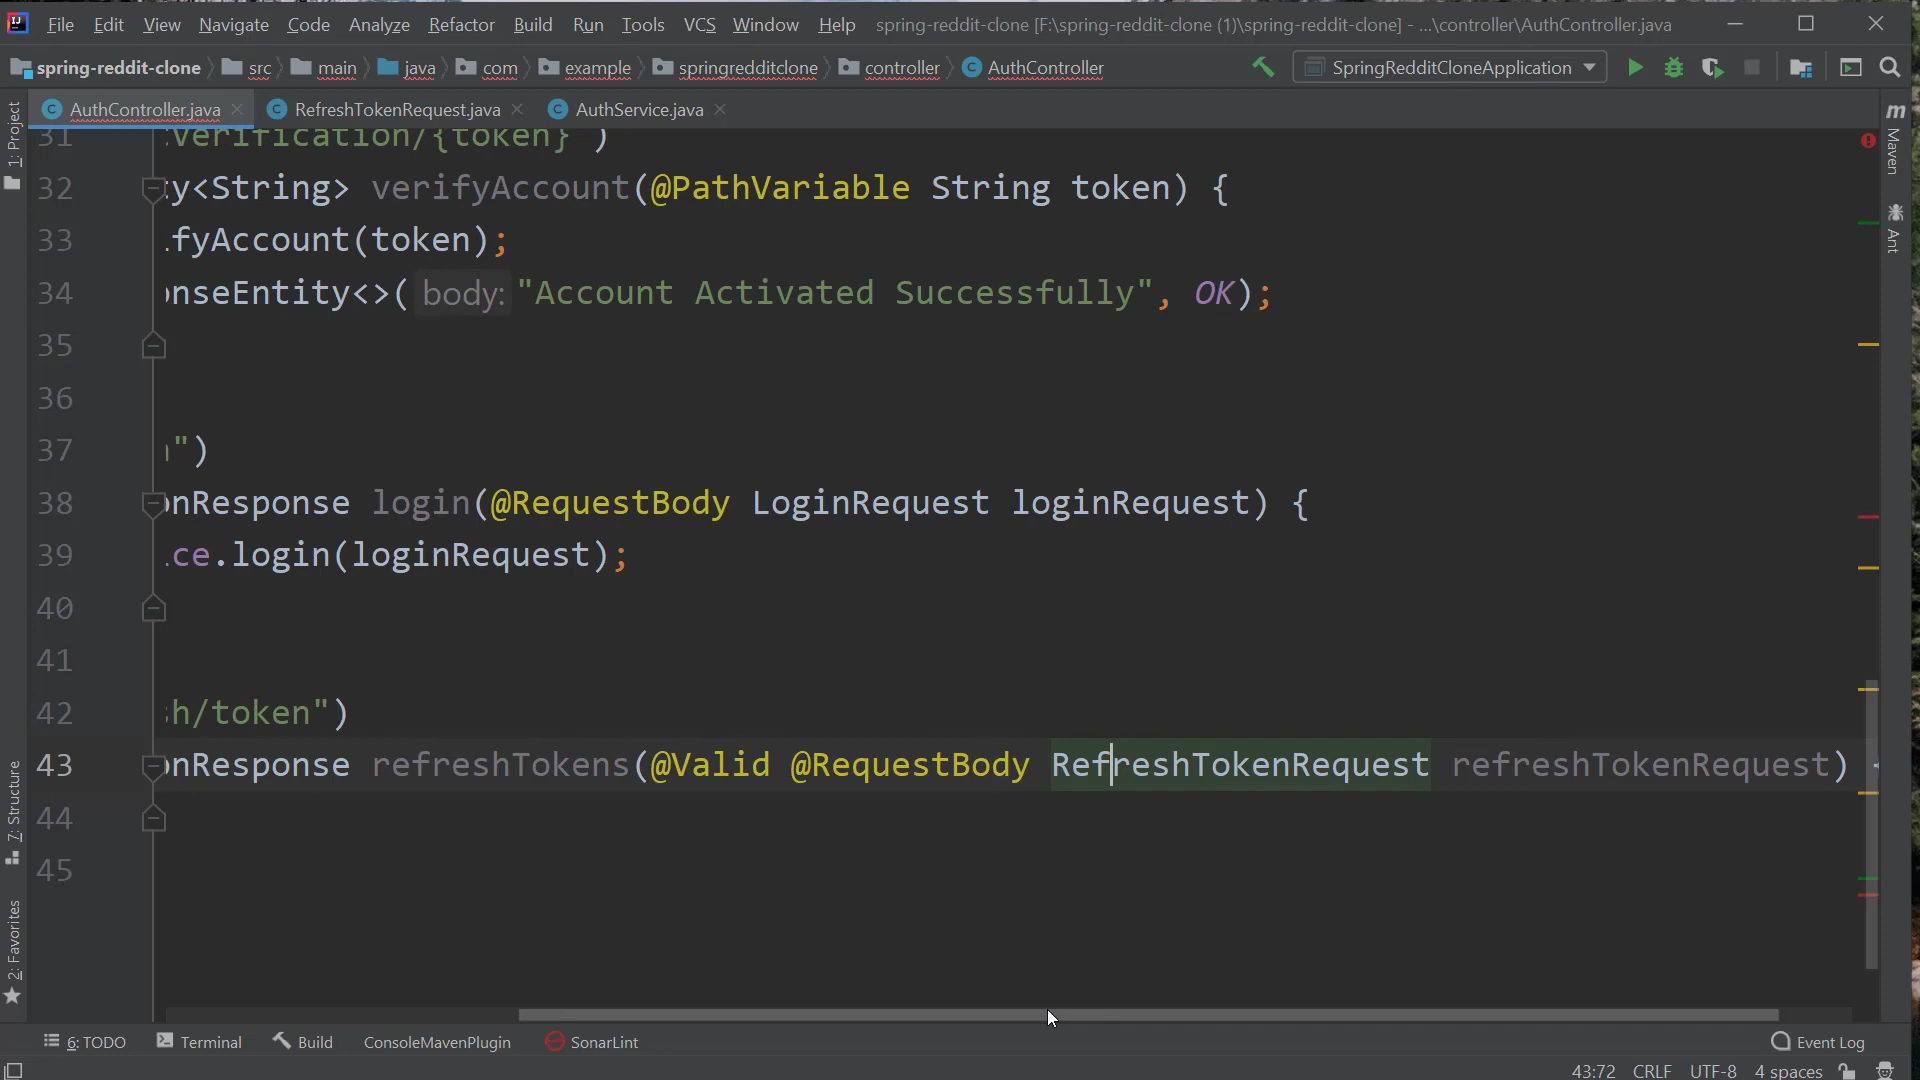 File Edit View Navigate Code Analyze Refactor Build Run Tools VCS Window Help spring-reddit-clone [F:\spring-reddit-clone (1)\spring-reddit-clone] - ...\controller\AuthController.java
spring-reddit-clone src main java com example springredditclone controller AuthController SpringRedditCloneApplication
AuthController.java RefreshTokenRequest.java AuthService.java
1: Project
Maven
Ant
7: Structure
2: Favorites
31 Verification/{token}")
32 y<String> verifyAccount(@PathVariable String token) {
33 fyAccount(token);
34 nseEntity<>( body: "Account Activated Successfully", OK);
35
36
37 ")
38 nResponse login(@RequestBody LoginRequest loginRequest) {
39 ce.login(loginRequest);
40
41
42 h/token")
43 nResponse refreshTokens(@Valid @RequestBody RefreshTokenRequest refreshTokenRequest)
44
45
6: TODO Terminal Build ConsoleMavenPlugin SonarLint Event Log
43:72 CRLF UTF-8 4 spaces